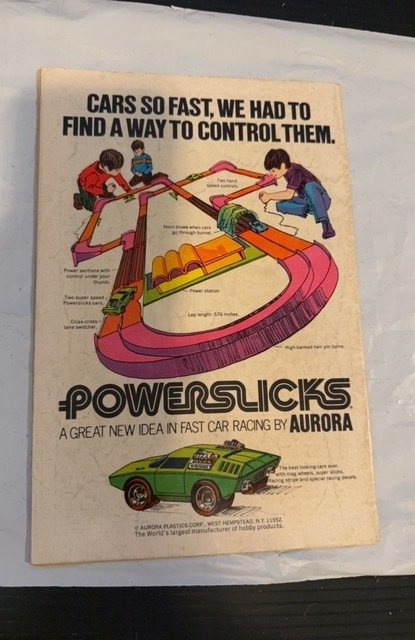 CARS SO FAST, WE HAD TO
FIND A WAY TO CONTROL THEM.
Two hand
speed controls.
Horn blows when cars
go through tunnel.
Power sections with
control under your
thumb.
Power station
Two super speed
Powerslicks cars.
Lap length: 576 inches.
Criss-cross
lane switcher.
High banked hair pin turns.
POWERSLICKS
A GREAT NEW IDEA IN FAST CAR RACING BY AURORA
The best looking cars ever,
with mag wheels, super slicks,
Racing stripe and special racing decals.
© AURORA PLASTICS CORP., WEST HEMPSTEAD, N.Y. 11552.
The World's largest manufacturer of hobby products.